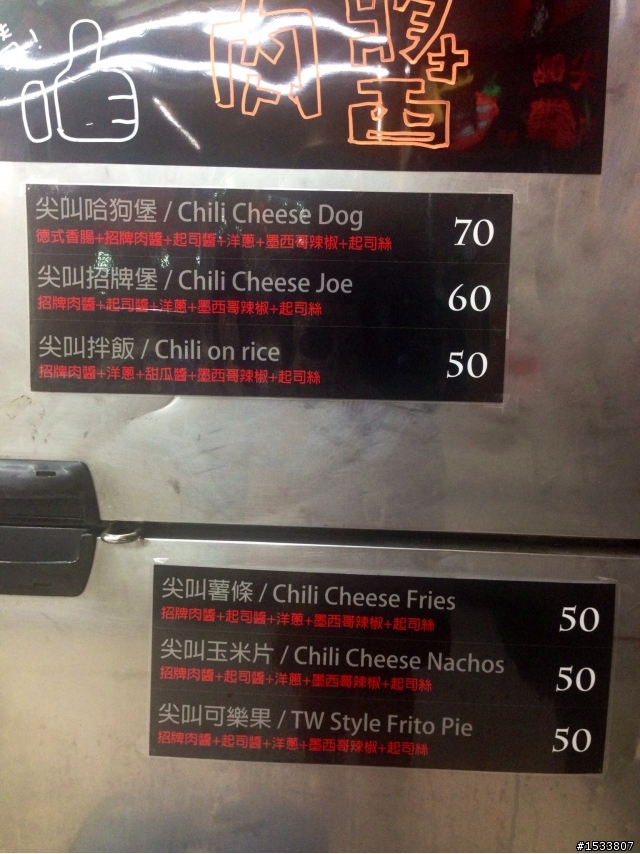 肉醬
尖叫哈狗堡 / Chili Cheese Dog 70
德式香腸+招牌肉醬+起司醬+洋蔥+墨西哥辣椒+起司絲
尖叫招牌堡 / Chili Cheese Joe 60
招牌肉醬+起司醬+洋蔥+墨西哥辣椒+起司絲
尖叫拌飯 / Chili on rice 50
招牌肉醬+洋蔥+甜瓜醬+墨西哥辣椒+起司絲
尖叫薯條 / Chili Cheese Fries 50
招牌肉醬+起司醬+洋蔥+墨西哥辣椒+起司絲
尖叫玉米片 / Chili Cheese Nachos 50
招牌肉醬+起司醬+洋蔥+墨西哥辣椒+起司絲
尖叫可樂果 / TW Style Frito Pie 50
招牌肉醬+起司醬+洋蔥+墨西哥辣椒+起司絲
#1533807